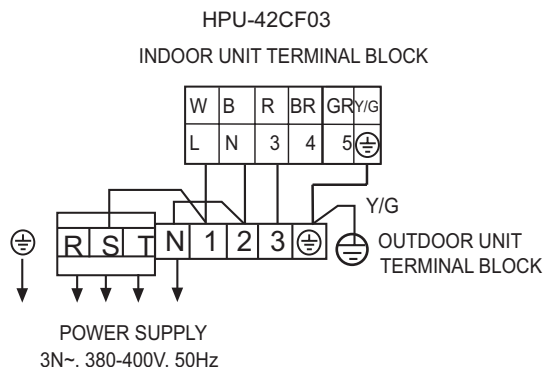 HPU-42CF03
INDOOR UNIT TERMINAL BLOCK
W B R BR GR Y/G
L N 3 4 5
Y/G
R S T N 1 2 3
OUTDOOR UNIT
TERMINAL BLOCK
POWER SUPPLY
3N~, 380-400V, 50Hz